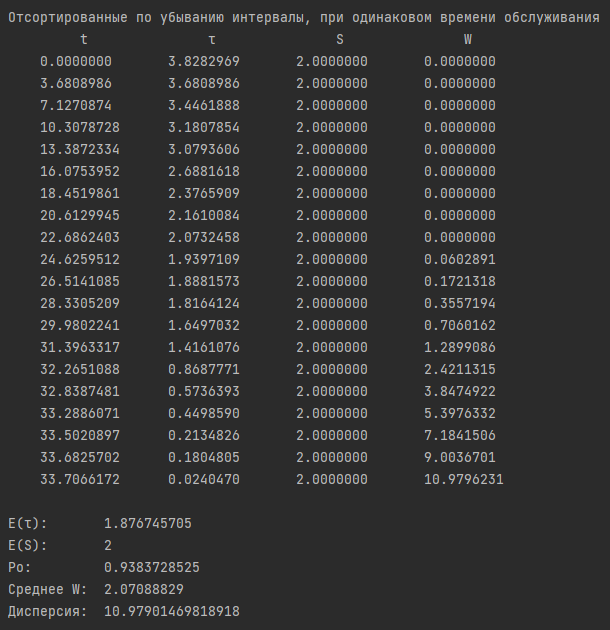 Отсортированные по убыванию интервалы, при одинаковом времени обслуживания
t τ S W
0.0000000 3.8282969 2.0000000 0.0000000
3.6808986 3.6808986 2.0000000 0.0000000
7.1270874 3.4461888 2.0000000 0.0000000
10.3078728 3.1807854 2.0000000 0.0000000
13.3872334 3.0793606 2.0000000 0.0000000
16.0753952 2.6881618 2.0000000 0.0000000
18.4519861 2.3765909 2.0000000 0.0000000
20.6129945 2.1610084 2.0000000 0.0000000
22.6862403 2.0732458 2.0000000 0.0000000
24.6259512 1.9397109 2.0000000 0.0602891
26.5141085 1.8881573 2.0000000 0.1721318
28.3305209 1.8164124 2.0000000 0.3557194
29.9802241 1.6497032 2.0000000 0.7060162
31.3963317 1.4161076 2.0000000 1.2899086
32.2651088 0.8687771 2.0000000 2.4211315
32.8387481 0.5736393 2.0000000 3.8474922
33.2886071 0.4498590 2.0000000 5.3976332
33.5020897 0.2134826 2.0000000 7.1841506
33.6825702 0.1804805 2.0000000 9.0036701
33.7066172 0.0240470 2.0000000 10.9796231
E(τ): 1.876745705
E(S): 2
Ро: 0.9383728525
Среднее W: 2.07088829
Дисперсия: 10.97901469818918